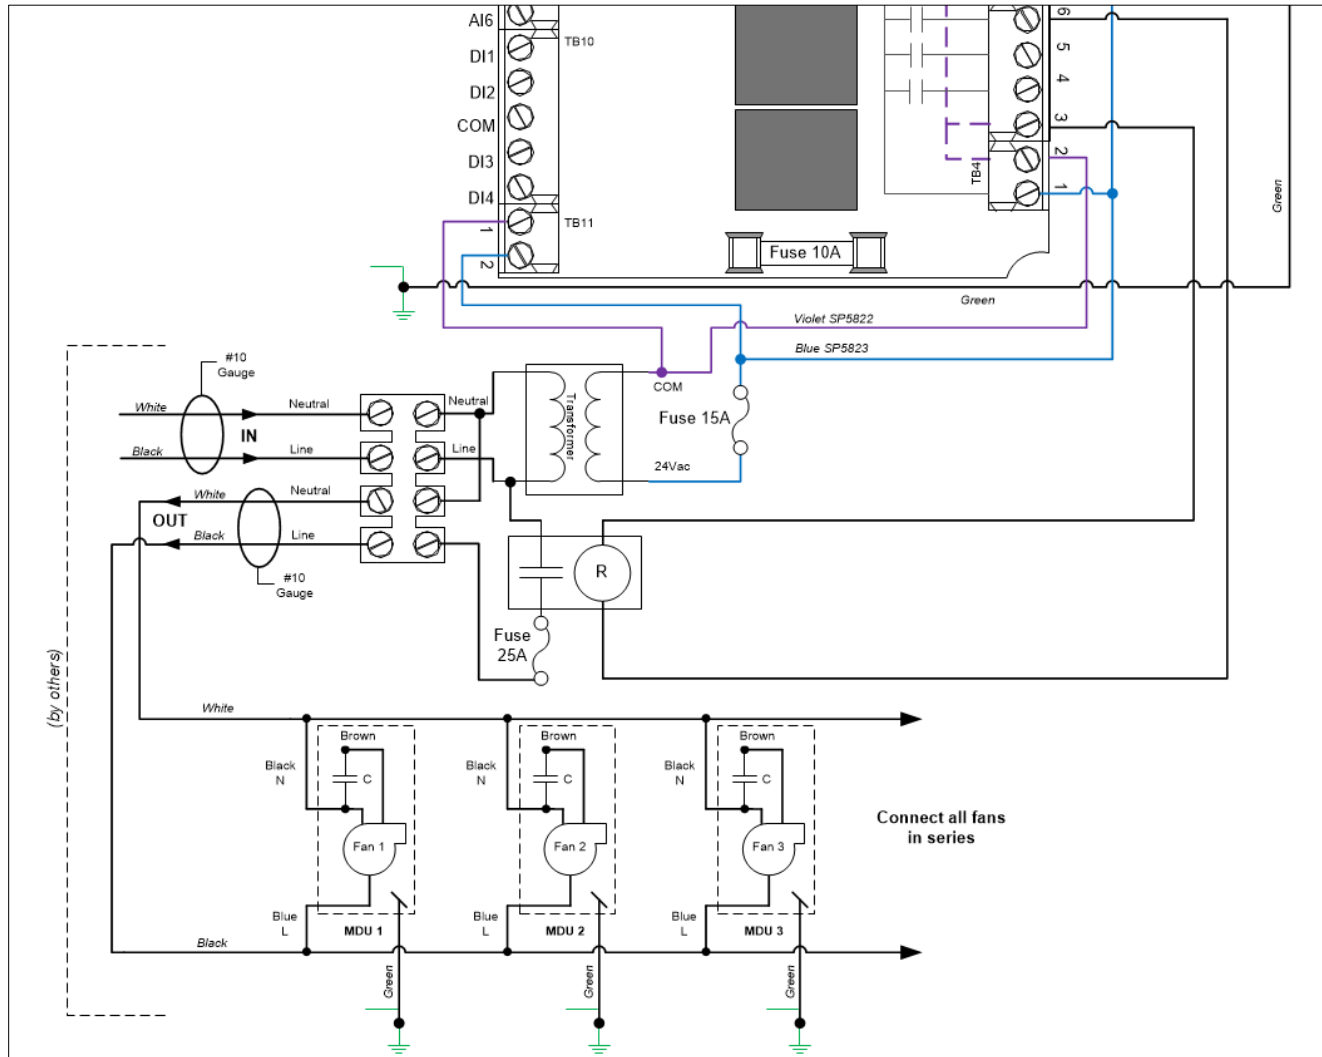 AI6
TB10
DI1
DI2
COM
DI3
DI4
1
TB11
2
6
5
4
3
2
TB4
1
Fuse 10A
Green
Green
Violet SP5822
Blue SP5823
#10
Gauge
White
Neutral
IN
Black
Line
White
Neutral
OUT
Black
Line
#10
Gauge
Neutral
Line
Transformer
COM
Fuse 15A
24Vac
R
Fuse
25A
(by others)
White
Brown
Black
N
C
Fan 1
Blue
L
MDU 1
Brown
Black
N
C
Fan 2
Blue
L
MDU 2
Brown
Black
N
C
Fan 3
Blue
L
MDU 3
Connect all fans
in series
Black
Green
Green
Green